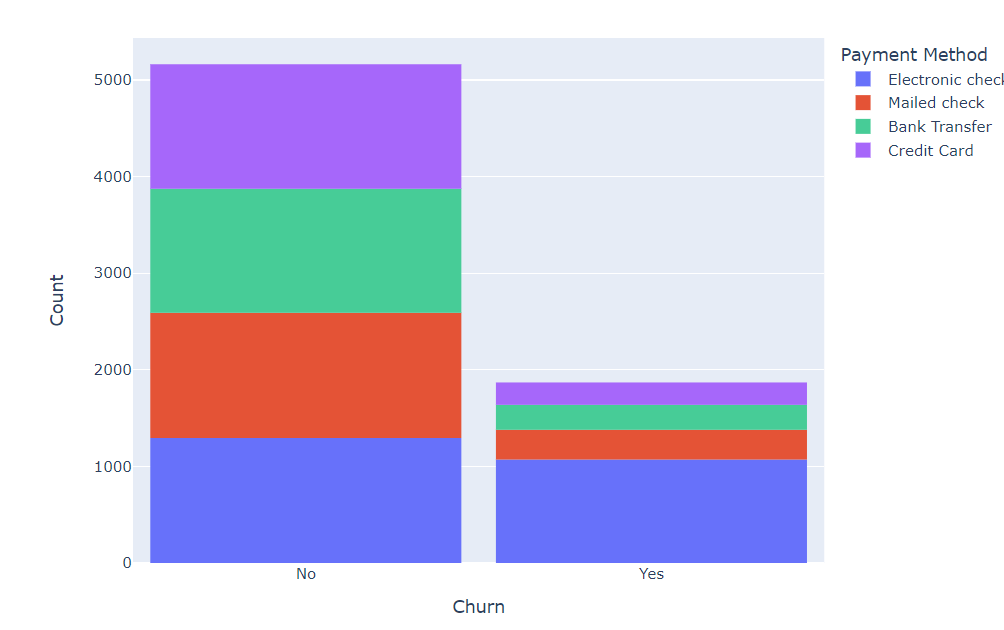 Payment Method
Electronic chec
Mailed check
Bank Transfer
Credit Card
5000
4000
3000
2000
1000
0
Count
No
Yes
Churn